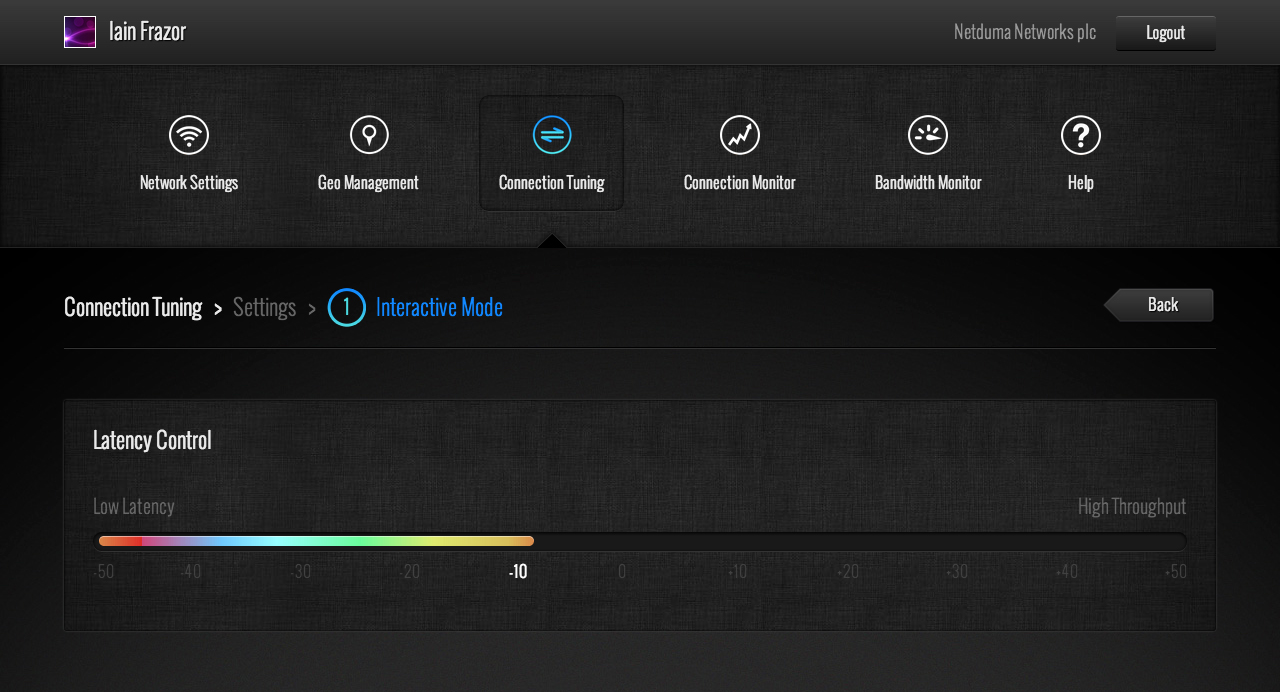 Iain Frazor
Netduma Networks plc
Logout
Network Settings
Geo Management
Connection Tuning
Connection Monitor
Bandwidth Monitor
Help
Connection Tuning > Settings > 1 Interactive Mode
Back
Latency Control
Low Latency
High Throughput
-50 -40 -30 -20 -10 0 +10 +20 +30 +40 +50